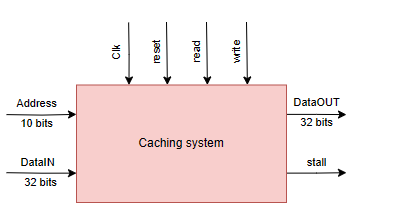 Clk
reset
read
write
Address
10 bits
DataIN
32 bits
Caching system
DataOUT
32 bits
stall